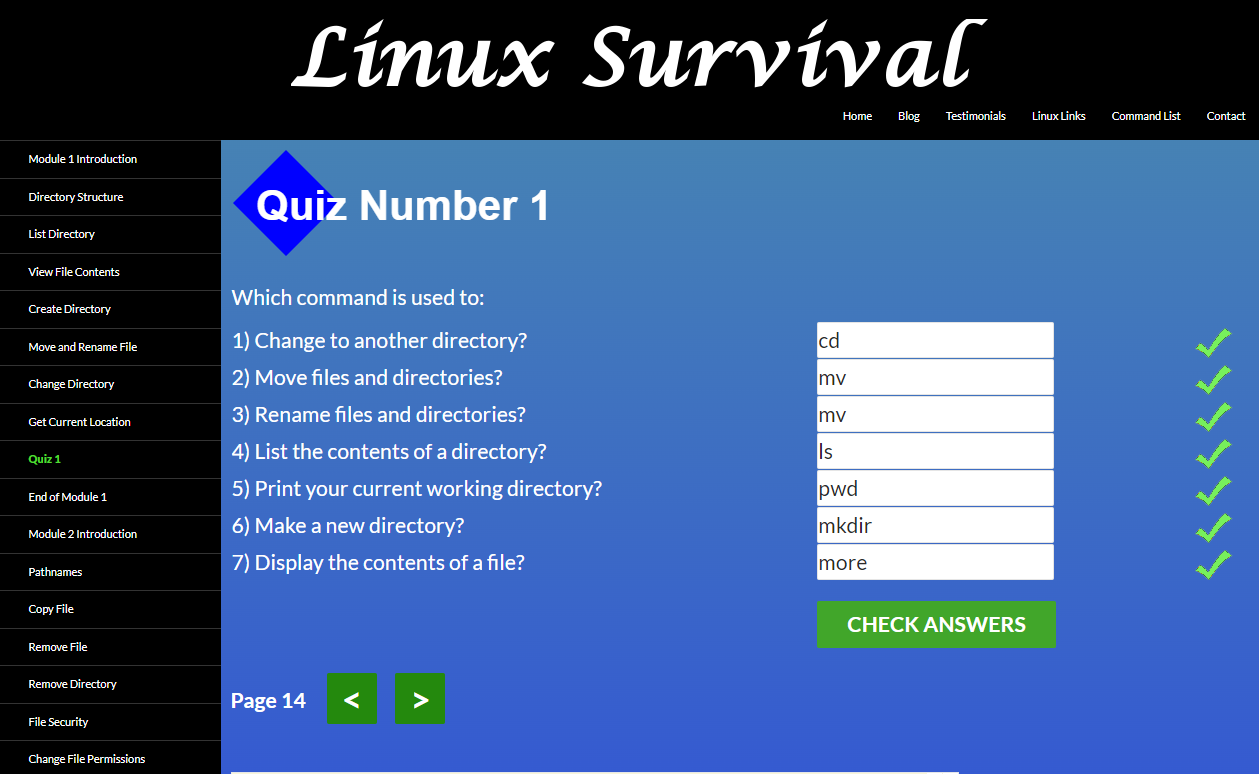 Linux Survival
Home Blog Testimonials Linux Links Command List Contact
Module 1 Introduction
Directory Structure
List Directory
View File Contents
Create Directory
Move and Rename File
Change Directory
Get Current Location
Quiz 1
End of Module 1
Module 2 Introduction
Pathnames
Copy File
Remove File
Remove Directory
File Security
Change File Permissions
Quiz Number 1
Which command is used to:
1) Change to another directory? cd
2) Move files and directories? mv
3) Rename files and directories? mv
4) List the contents of a directory? ls
5) Print your current working directory? pwd
6) Make a new directory? mkdir
7) Display the contents of a file? more
CHECK ANSWERS
Page 14 < >